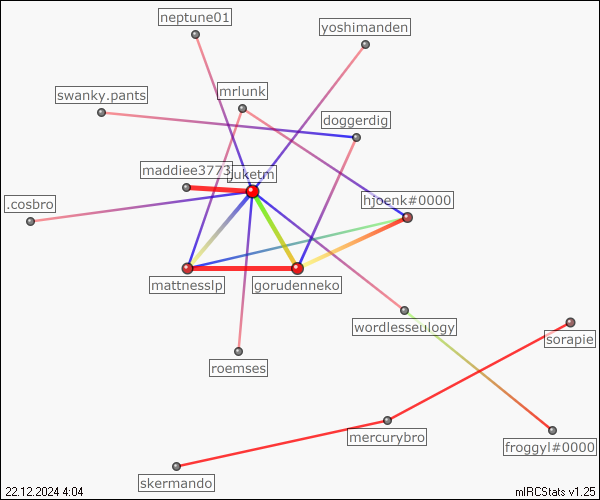 neptune01
yoshimanden
swanky.pants
mrlunk
doggerdig
maddiee3773
.cosbro
hjoenk#0000
mattnesslp
gorudenneko
wordlesseulogy
sorapie
roemses
mercurybro
froggyl#0000
skermando
22.12.2024 4:04
mIRCStats v1.25